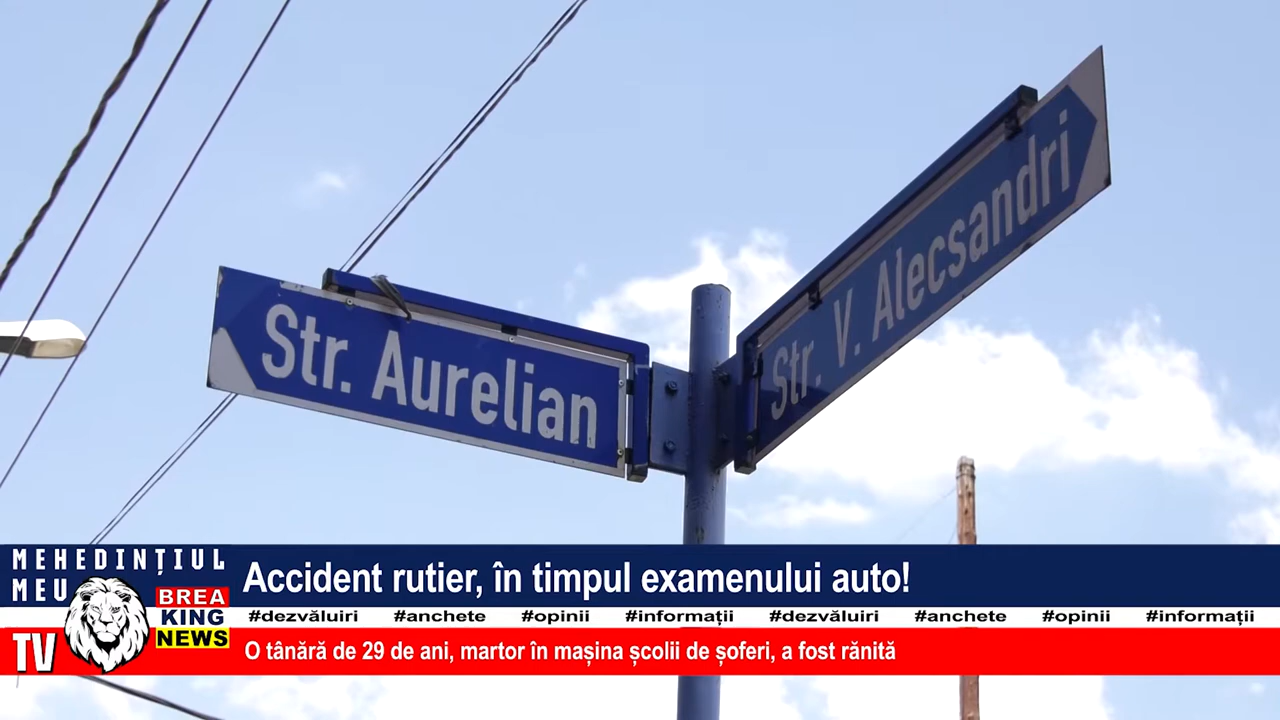 Str. Aurelian
Str. V. Alecsandri
MEHEDINȚIUL
MEU
TV
BREA
KING
NEWS
Accident rutier, în timpul examenului auto!
#dezvăluiri #anchete #opinii #informații #dezvăluiri #anchete #opinii #informații
O tânără de 29 de ani, martor în mașina școlii de șoferi, a fost rănită